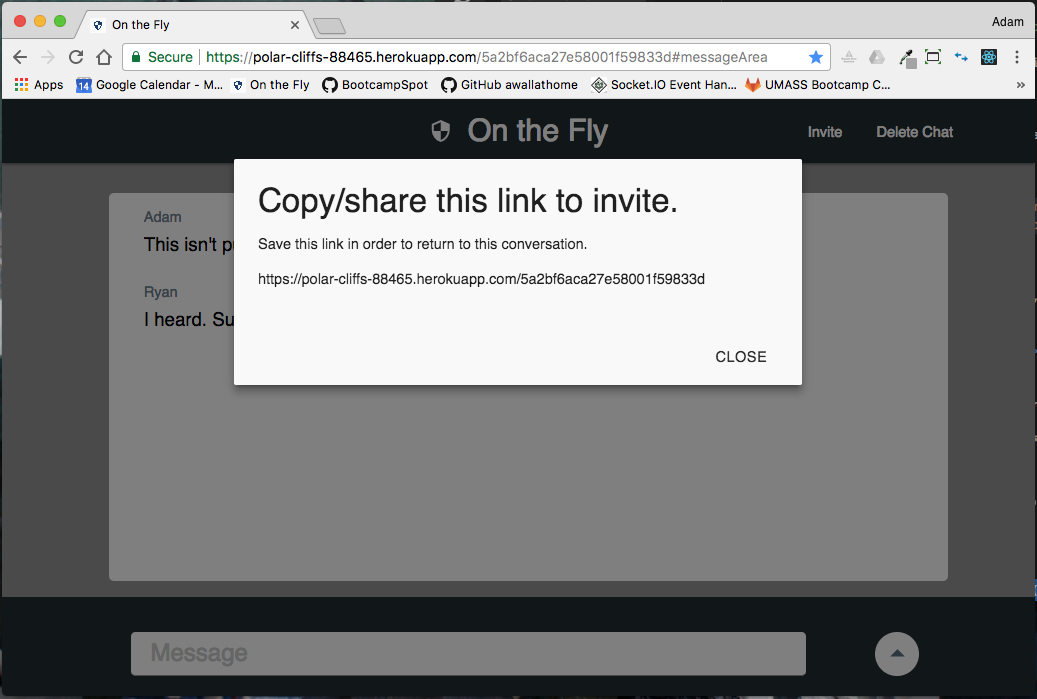 On the Fly
Adam
Secure https://polar-cliffs-88465.herokuapp.com/5a2bf6aca27e58001f59833d#messageArea
Apps 14 Google Calendar - M... On the Fly BootcampSpot GitHub awallathome Socket.IO Event Han... UMASS Bootcamp C... »
On the Fly Invite Delete Chat
Copy/share this link to invite.
Save this link in order to return to this conversation.
https://polar-cliffs-88465.herokuapp.com/5a2bf6aca27e58001f59833d
CLOSE
Adam
This isn't
Ryan
I heard. Su
Message